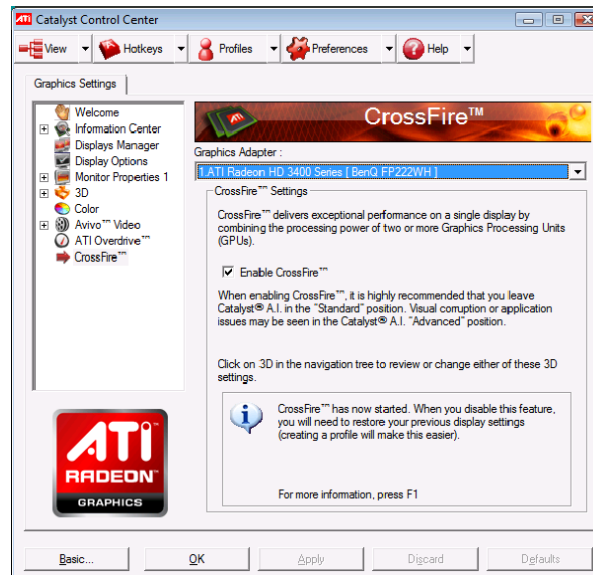 ATI Catalyst Control Center
View Hotkeys Profiles Preferences Help
Graphics Settings
Welcome
Information Center
Displays Manager
Display Options
Monitor Properties 1
3D
Color
Avivo™ Video
ATI Overdrive™
CrossFire™
ATI
RADEON™
GRAPHICS
ATI
CrossFire™
Graphics Adapter :
1.ATI Radeon HD 3400 Series [ BenQ FP222WH ]
CrossFire™ Settings
CrossFire™ delivers exceptional performance on a single display by
combining the processing power of two or more Graphics Processing Units
(GPUs).
Enable CrossFire™
When enabling CrossFire™, it is highly recommended that you leave
Catalyst® A.I. in the "Standard" position. Visual corruption or application
issues may be seen in the Catalyst® A.I. "Advanced" position.
Click on 3D in the navigation tree to review or change either of these 3D
settings.
CrossFire™ has now started. When you disable this feature,
you will need to restore your previous display settings
(creating a profile will make this easier).
For more information, press F1
Basic... OK Apply Discard Defaults